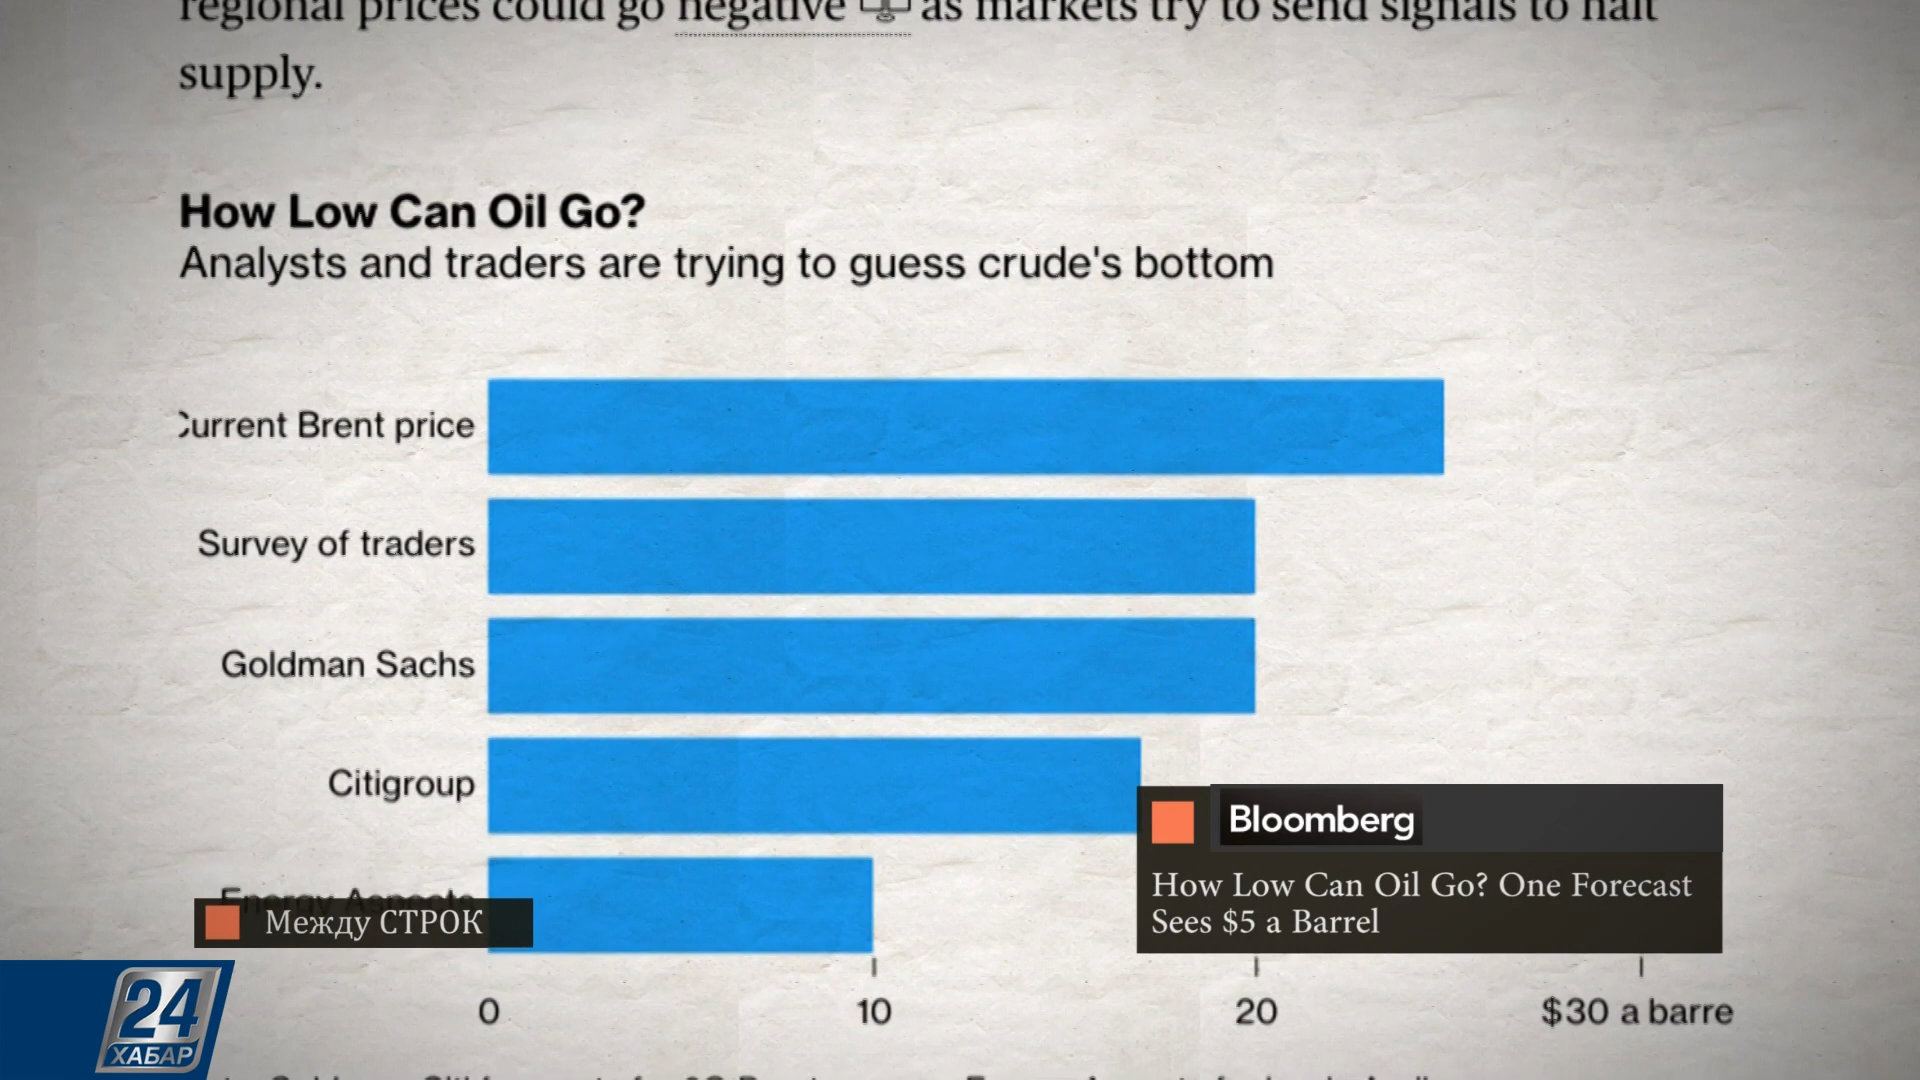 regional prices could go negative as markets try to send signals to halt
supply.
How Low Can Oil Go?
Analysts and traders are trying to guess crude's bottom
Current Brent price
Survey of traders
Goldman Sachs
Citigroup
Energy Aspects
0 10 20 $30 a barre
Bloomberg
How Low Can Oil Go? One Forecast
Sees $5 a Barrel
Между СТРОК
24
ХАБАР